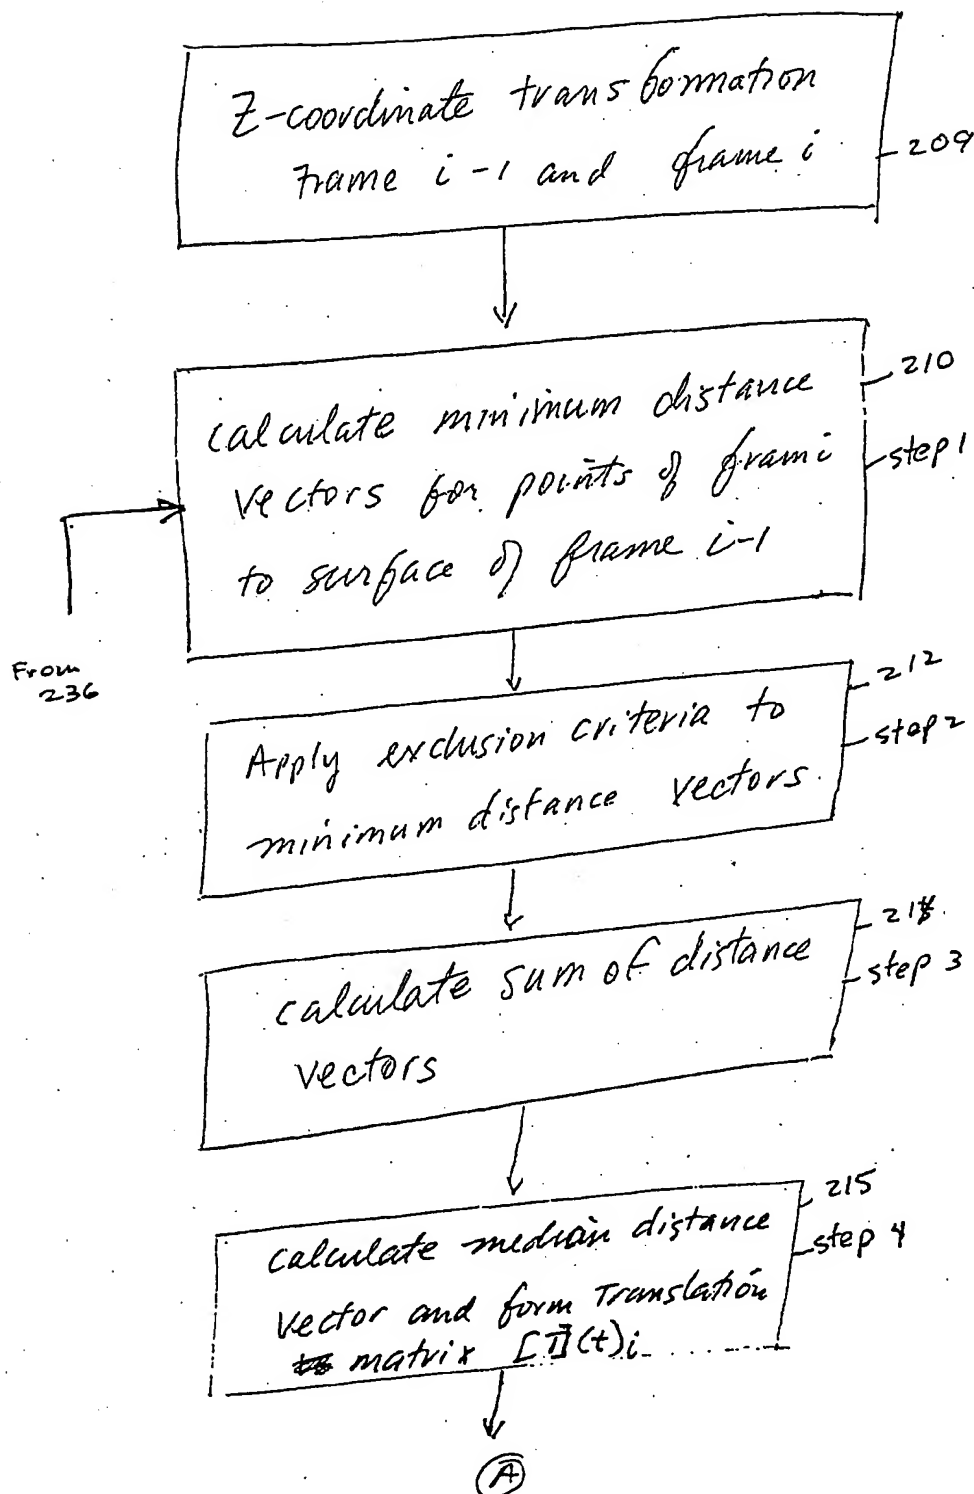 Z-coordinate transformation
frame i-1 and frame i
209
calculate minimum distance
vectors for points of frami
to surface of frame i-1
210
step 1
From
236
Apply exclusion criteria to
minimum distance vectors.
212
step 2
calculate sum of distance
vectors
step 3
calculate median distance
vector and form Translation
matrix [T](t)i
215
step 4
A